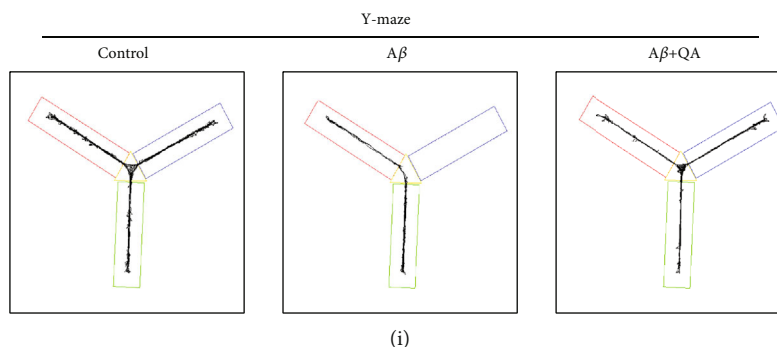 Y-maze
Control
Aβ
Aβ+QA
(i)